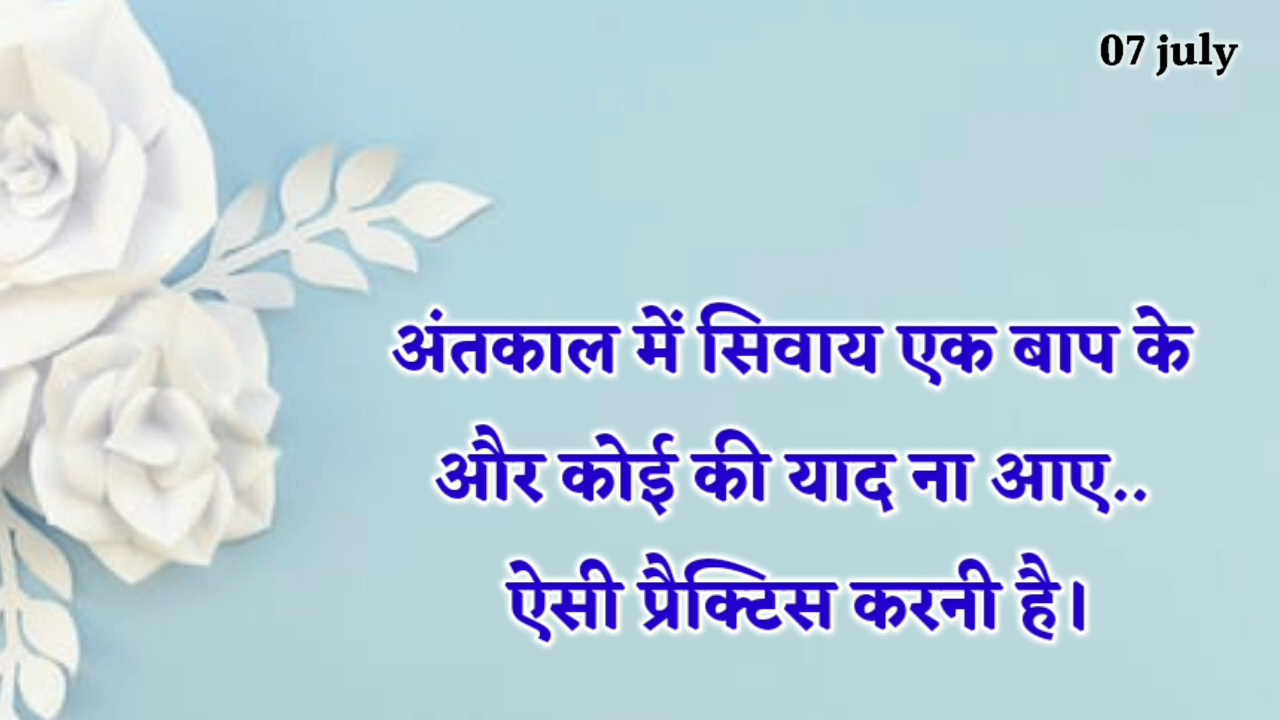 07 july
अंतकाल में सिवाय एक बाप के
और कोई की याद ना आए..
ऐसी प्रैक्टिस करनी है।